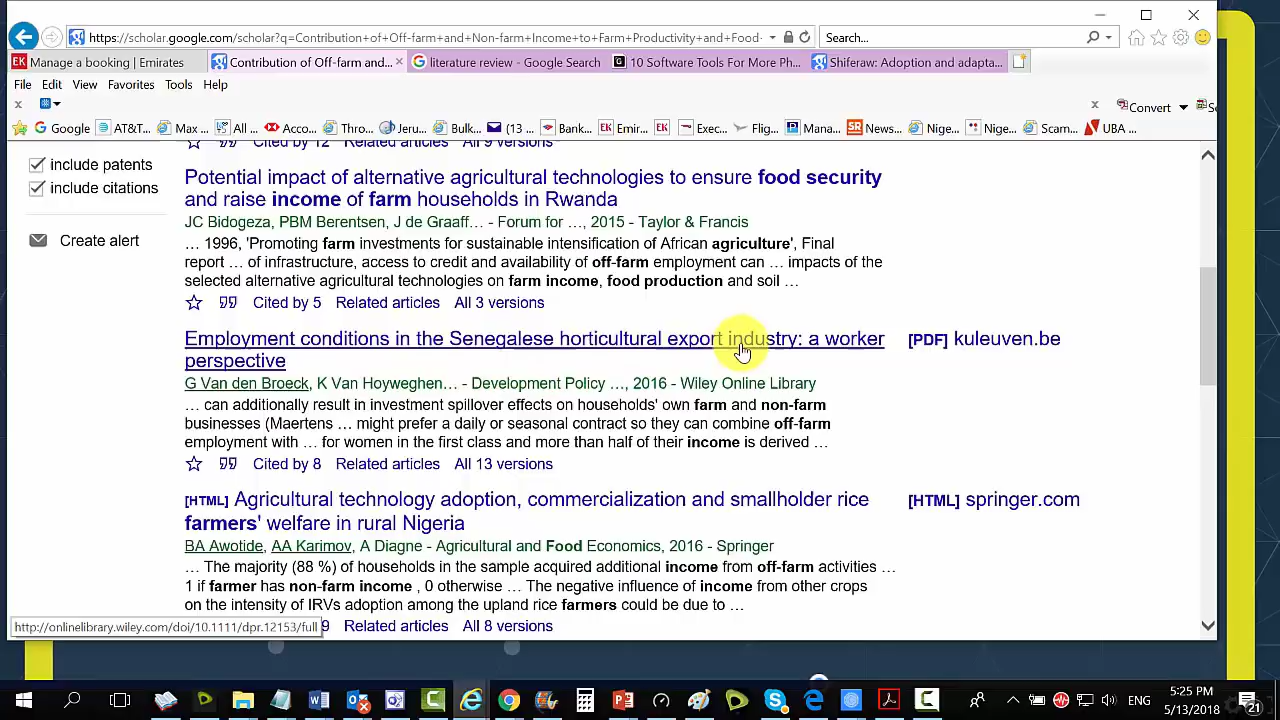 https://scholar.google.com/scholar?q=Contribution+of+Off-farm+and+Non-farm+Income+to+Farm+Productivity+and+Food-
Search...
EK Manage a booking | Emirates
Contribution of Off-farm and...
literature review - Google Search
10 Software Tools For More Ph...
Shiferaw: Adoption and adapta...
File Edit View Favorites Tools Help
Convert
Google AT&T... Max ... All ... Acco... Thro... Jeru... Bulk... (13 ... Bank... Emir... EK Exec... Flig... Mana... News... Nige... Nige... Scam... UBA ...
include patents
include citations
Create alert
Cited by 12 Related articles All 9 versions
Potential impact of alternative agricultural technologies to ensure food security
and raise income of farm households in Rwanda
JC Bidogeza, PBM Berentsen, J de Graaff… - Forum for …, 2015 - Taylor & Francis
… 1996, 'Promoting farm investments for sustainable intensification of African agriculture', Final
report … of infrastructure, access to credit and availability of off-farm employment can … impacts of the
selected alternative agricultural technologies on farm income, food production and soil …
Cited by 5 Related articles All 3 versions
Employment conditions in the Senegalese horticultural export industry: a worker
perspective
[PDF] kuleuven.be
G Van den Broeck, K Van Hoyweghen… - Development Policy …, 2016 - Wiley Online Library
… can additionally result in investment spillover effects on households' own farm and non-farm
businesses (Maertens … might prefer a daily or seasonal contract so they can combine off-farm
employment with … for women in the first class and more than half of their income is derived …
Cited by 8 Related articles All 13 versions
[HTML] Agricultural technology adoption, commercialization and smallholder rice
farmers' welfare in rural Nigeria
[HTML] springer.com
BA Awotide, AA Karimov, A Diagne - Agricultural and Food Economics, 2016 - Springer
… The majority (88 %) of households in the sample acquired additional income from off-farm activities …
1 if farmer has non-farm income , 0 otherwise … The negative influence of income from other crops
on the intensity of IRVs adoption among the upland rice farmers could be due to …
9 Related articles All 8 versions
http://onlinelibrary.wiley.com/doi/10.1111/dpr.12153/full
ENG
5:25 PM
5/13/2018
21